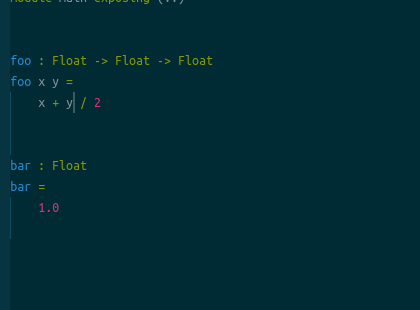 module Math exposing (..)
foo : Float -> Float -> Float
foo x y =
    x + y / 2
bar : Float
bar =
    1.0